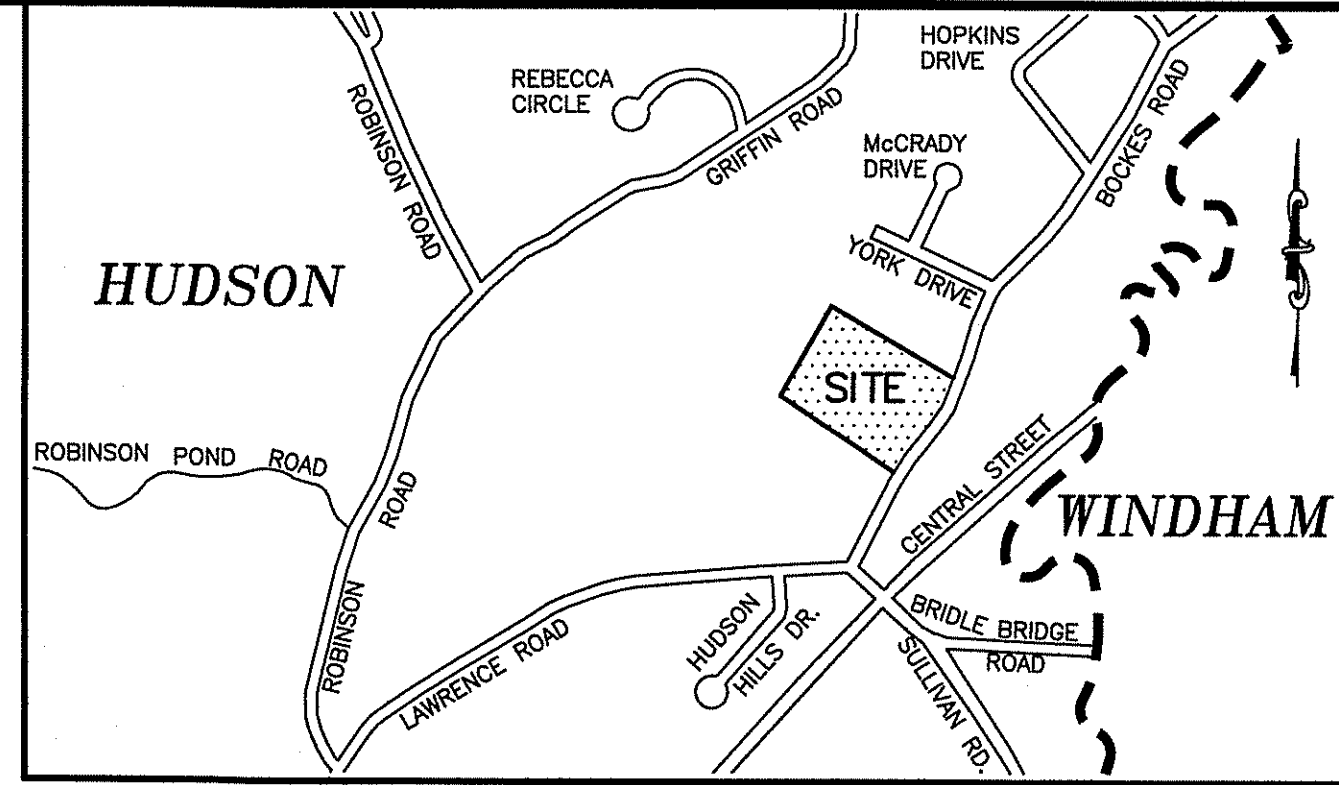 HOPKINS
DRIVE
REBECCA
CIRCLE
ROBINSON ROAD
GRIFFIN ROAD
McCRADY
DRIVE
BOCKES ROAD
YORK DRIVE
HUDSON
SITE
ROBINSON POND ROAD
ROAD
ROBINSON
CENTRAL STREET
WINDHAM
LAWRENCE ROAD
HUDSON
HILLS DR.
BRIDLE BRIDGE
ROAD
SULLIVAN RD.